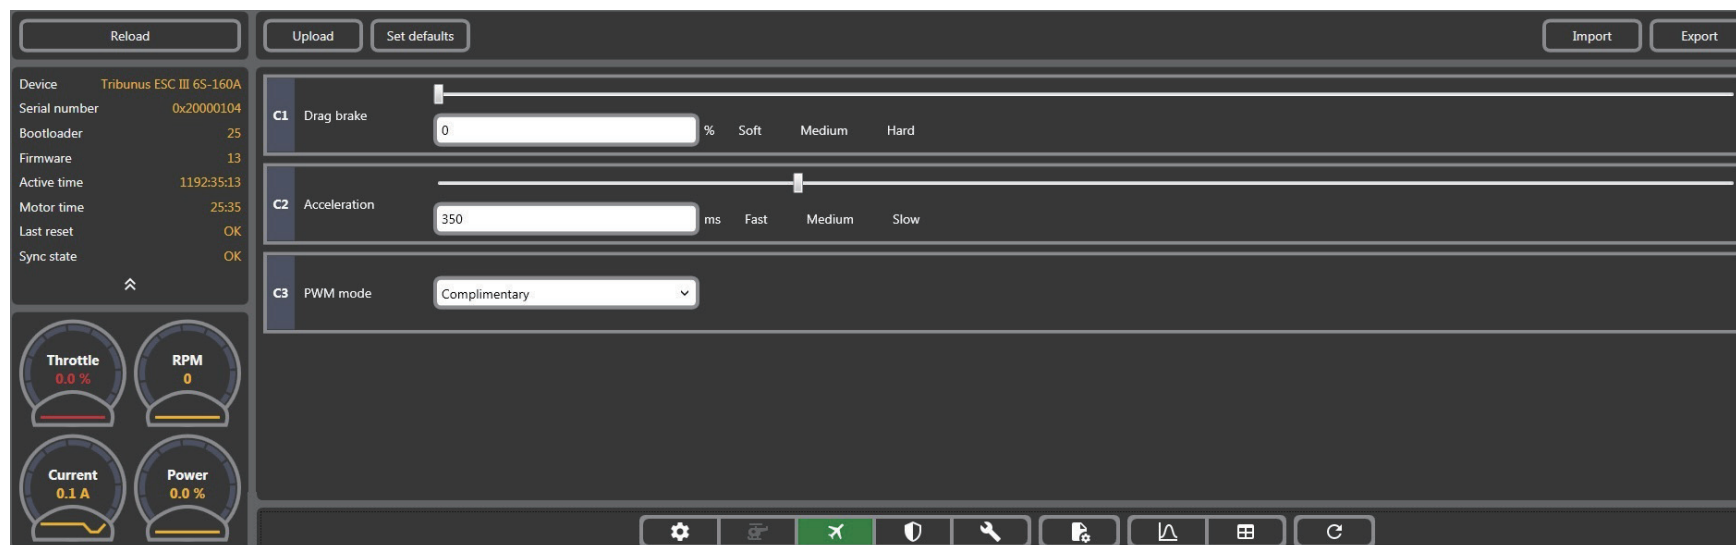 Reload
Upload
Set defaults
Import
Export
Device Tribunus ESC III 6S-160A
Serial number 0x20000104
Bootloader 25
Firmware 13
Active time 1192:35:13
Motor time 25:35
Last reset OK
Sync state OK
Throttle
0.0 %
RPM
0
Current
0.1 A
Power
0.0 %
C1 Drag brake
0 % Soft Medium Hard
C2 Acceleration
350 ms Fast Medium Slow
C3 PWM mode Complimentary